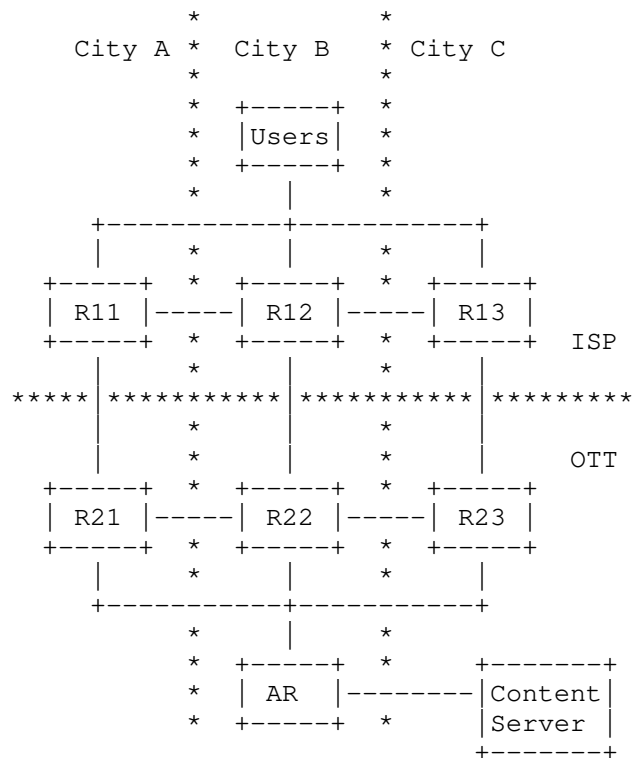 City A City B City C
Users
R11 R12 R13
ISP
OTT
R21 R22 R23
AR Content
Server